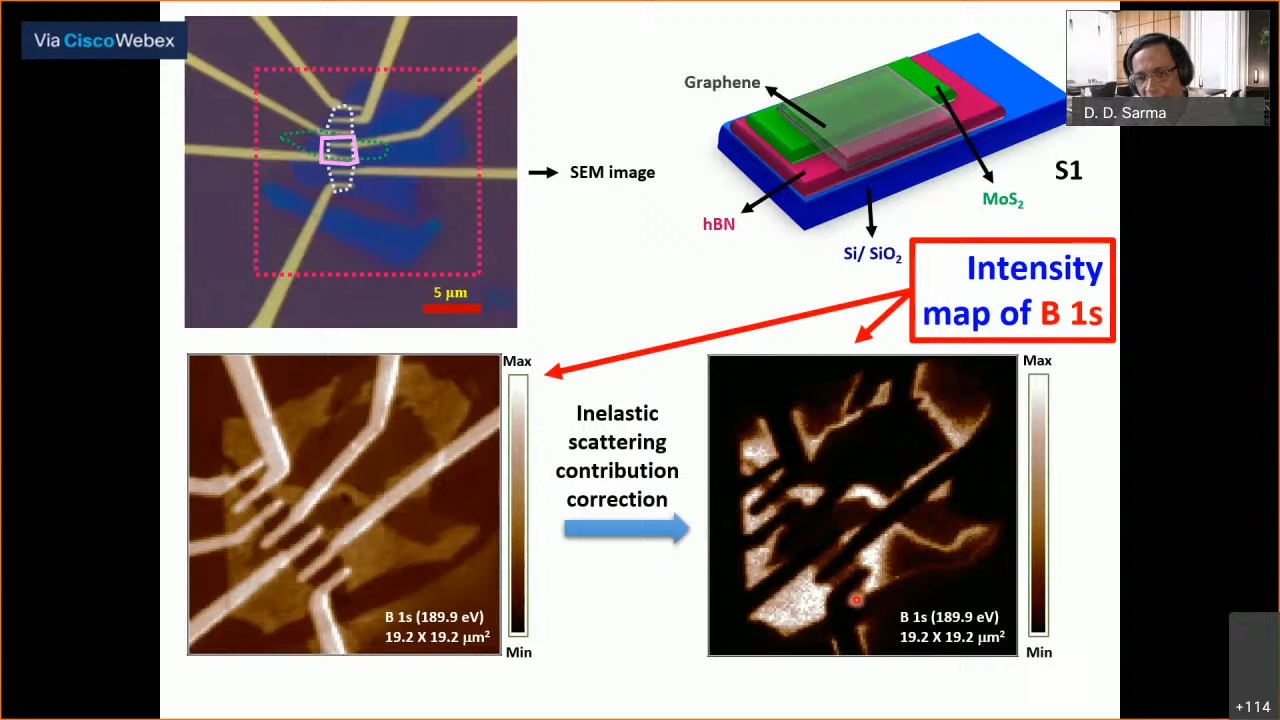 Via CiscoWebex
5 μm
SEM image
Graphene
hBN
Si/ SiO₂
MoS₂
S1
D. D. Sarma
Intensity
map of B 1s
Max
Min
B 1s (189.9 eV)
19.2 X 19.2 μm²
Inelastic
scattering
contribution
correction
Max
Min
B 1s (189.9 eV)
19.2 X 19.2 μm²
+114